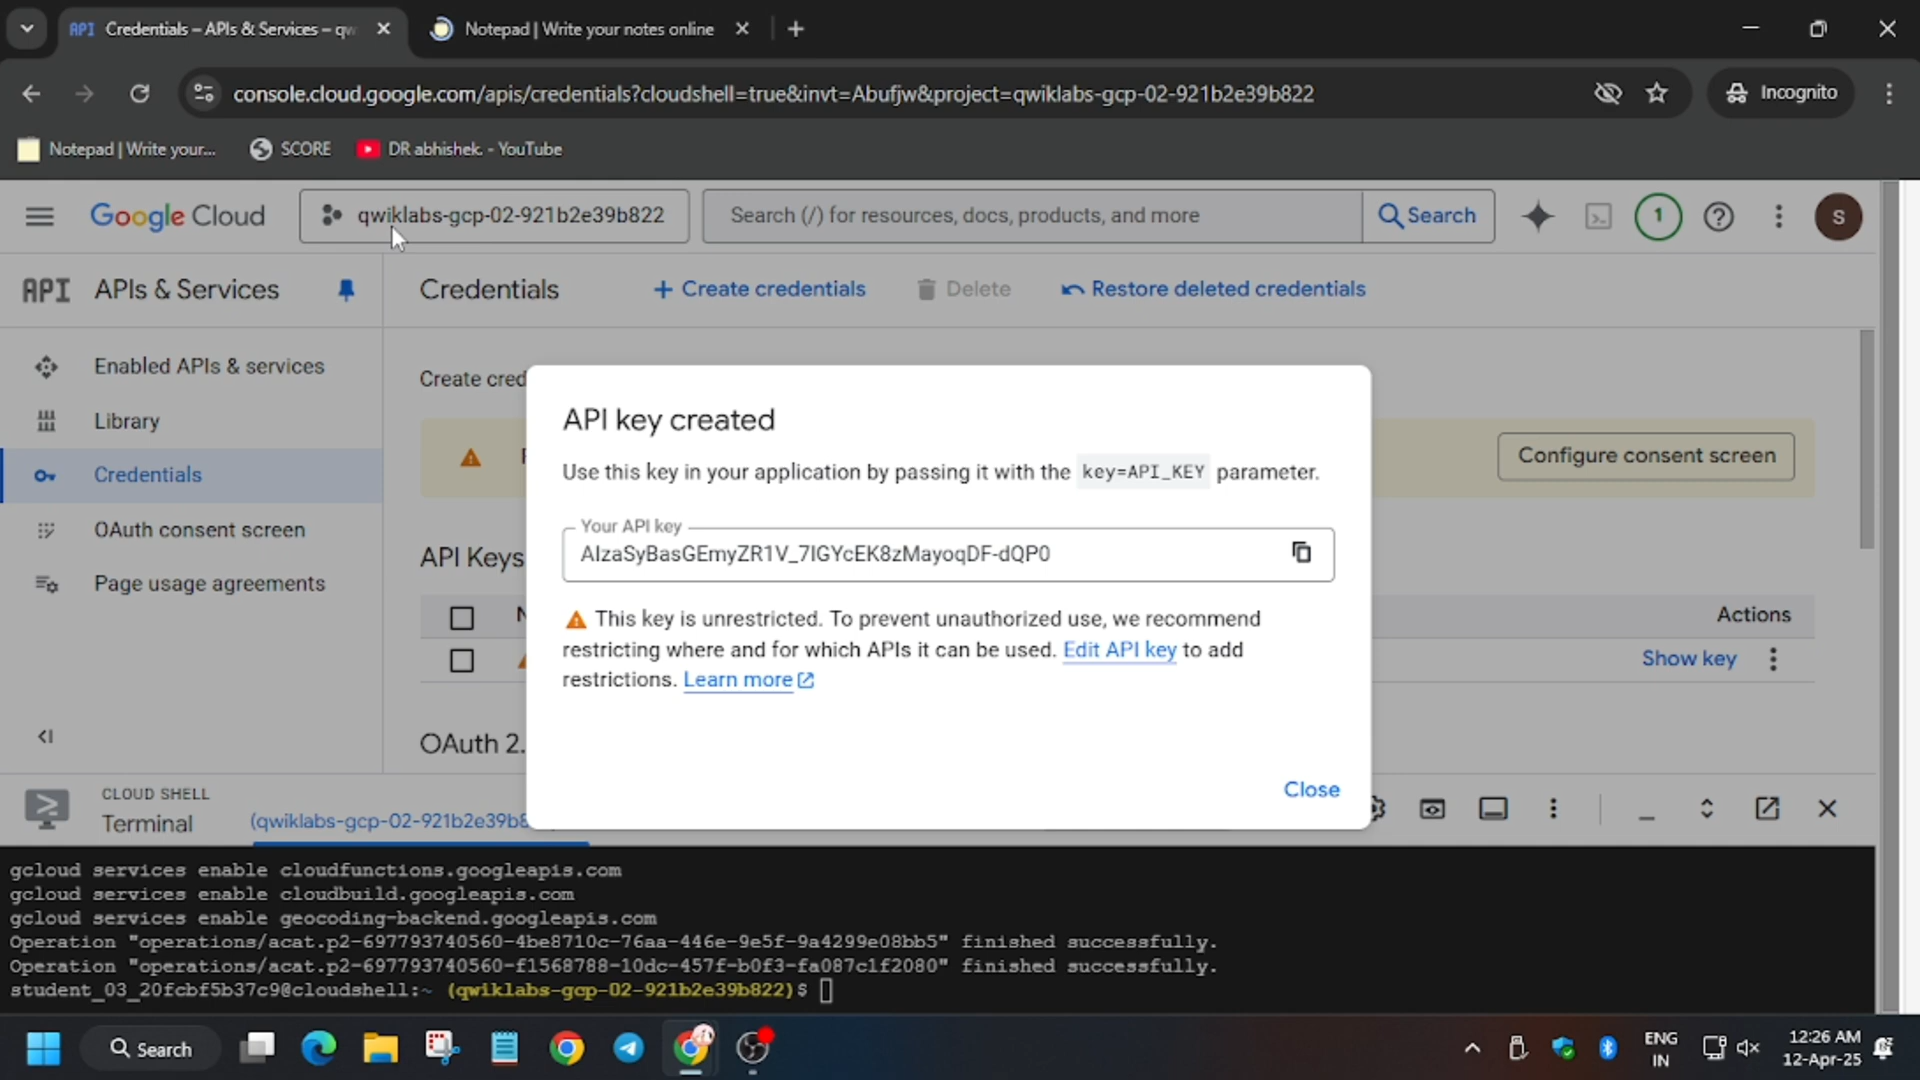 API Credentials – APIs & Services – qw
Notepad | Write your notes online
console.cloud.google.com/apis/credentials?cloudshell=true&invt=Abufjw&project=qwiklabs-gcp-02-921b2e39b822
Incognito
Notepad | Write your...
SCORE
DR abhishek. - YouTube
Google Cloud
qwiklabs-gcp-02-921b2e39b822
Search (/) for resources, docs, products, and more
Search
1
S
API APIs & Services
Credentials
+ Create credentials
Delete
Restore deleted credentials
Enabled APIs & services
Library
Credentials
OAuth consent screen
Page usage agreements
Create cred
Configure consent screen
API Keys
Actions
Show key
OAuth 2.
API key created
Use this key in your application by passing it with the key=API_KEY parameter.
Your API key
AIzaSyBasGEmyZR1V_7IGYcEK8zMayoqDF-dQP0
This key is unrestricted. To prevent unauthorized use, we recommend
restricting where and for which APIs it can be used. Edit API key to add
restrictions. Learn more
Close
CLOUD SHELL
Terminal
(qwiklabs-gcp-02-921b2e39b8
gcloud services enable cloudfunctions.googleapis.com
gcloud services enable cloudbuild.googleapis.com
gcloud services enable geocoding-backend.googleapis.com
Operation "operations/acat.p2-697793740560-4be8710c-76aa-446e-9e5f-9a4299e08bb5" finished successfully.
Operation "operations/acat.p2-697793740560-f1568788-10dc-457f-b0f3-fa087c1f2080" finished successfully.
student_03_20fcbf5b37c9@cloudshell:~ (qwiklabs-gcp-02-921b2e39b822)$
Search
ENG
IN
12:26 AM
12-Apr-25